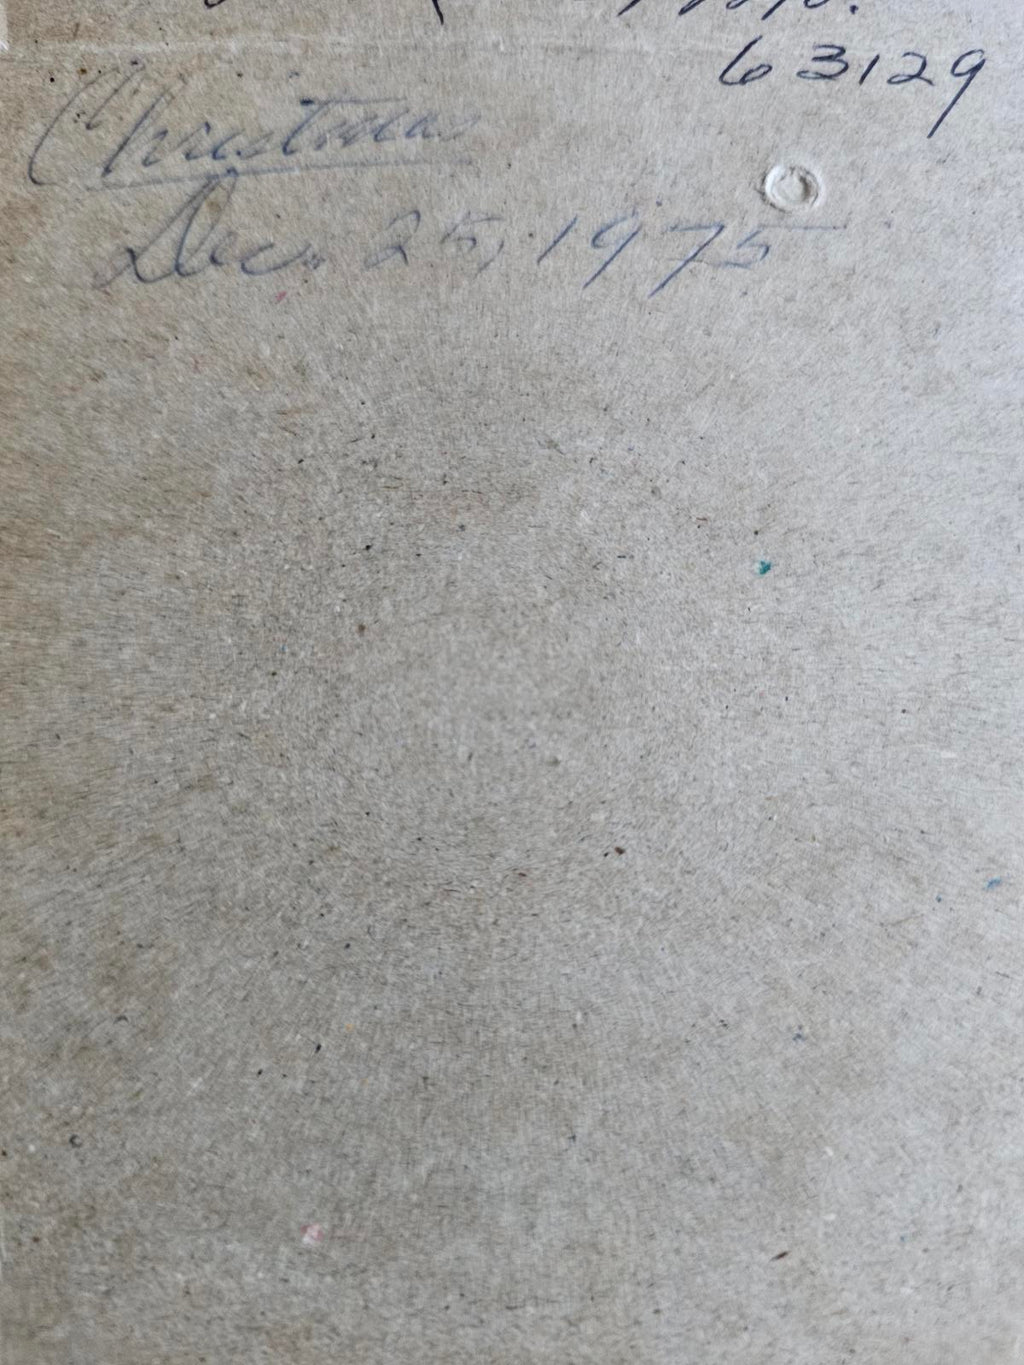 63129
Christmas
Dec. 25, 1975